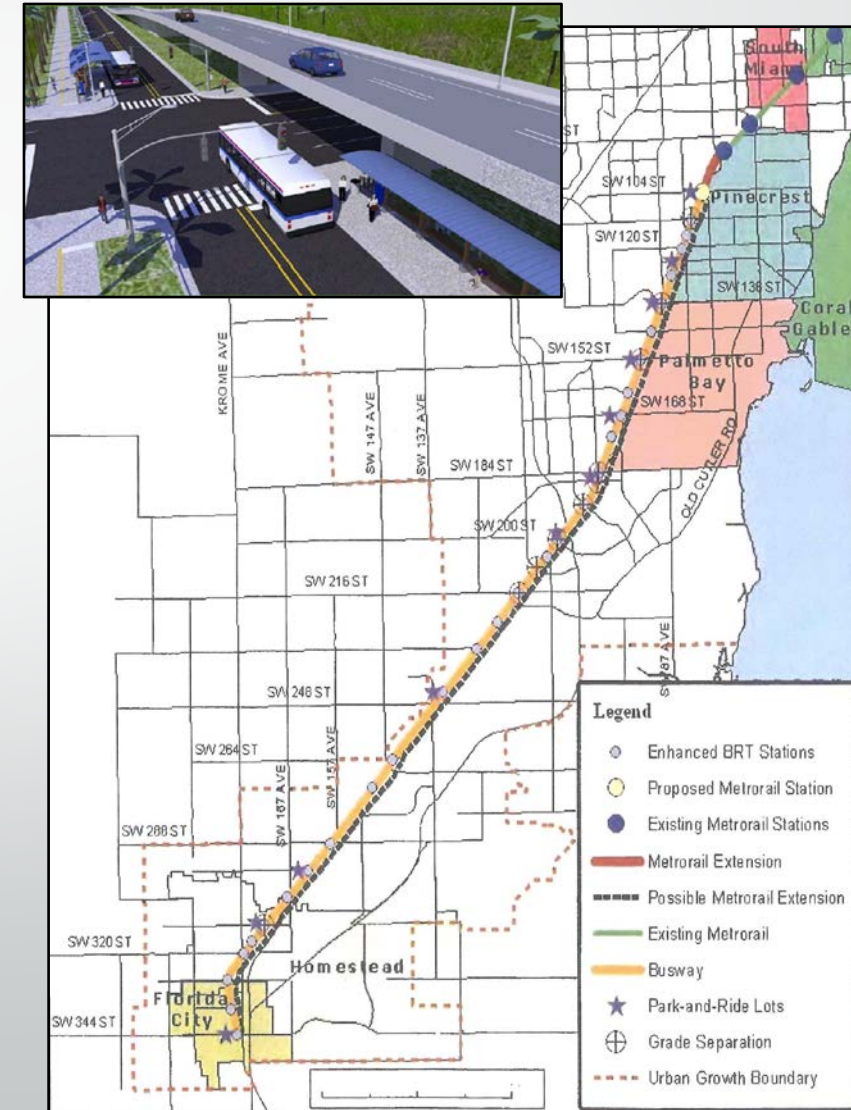 South
Miami
ST
SW 104 ST
Pinecrest
SW 120 ST
SW 136 ST
Coral
Gable
KROME AVE
SW 152 ST
Palmetto
Bay
SW 147 AVE
SW 137 AVE
SW 168 ST
SW 184 ST
OLD CUTLER RD
SW 200 ST
SW 216 ST
SW 87 AVE
SW 248 ST
SW 264 ST
SW 157 AVE
SW 167 AVE
SW 288 ST
SW 320 ST
Homestead
Florida
City
SW 344 ST
Legend
Enhanced BRT Stations
Proposed Metrorail Station
Existing Metrorail Stations
Metrorail Extension
Possible Metrorail Extension
Existing Metrorail
Busway
Park-and-Ride Lots
Grade Separation
Urban Growth Boundary